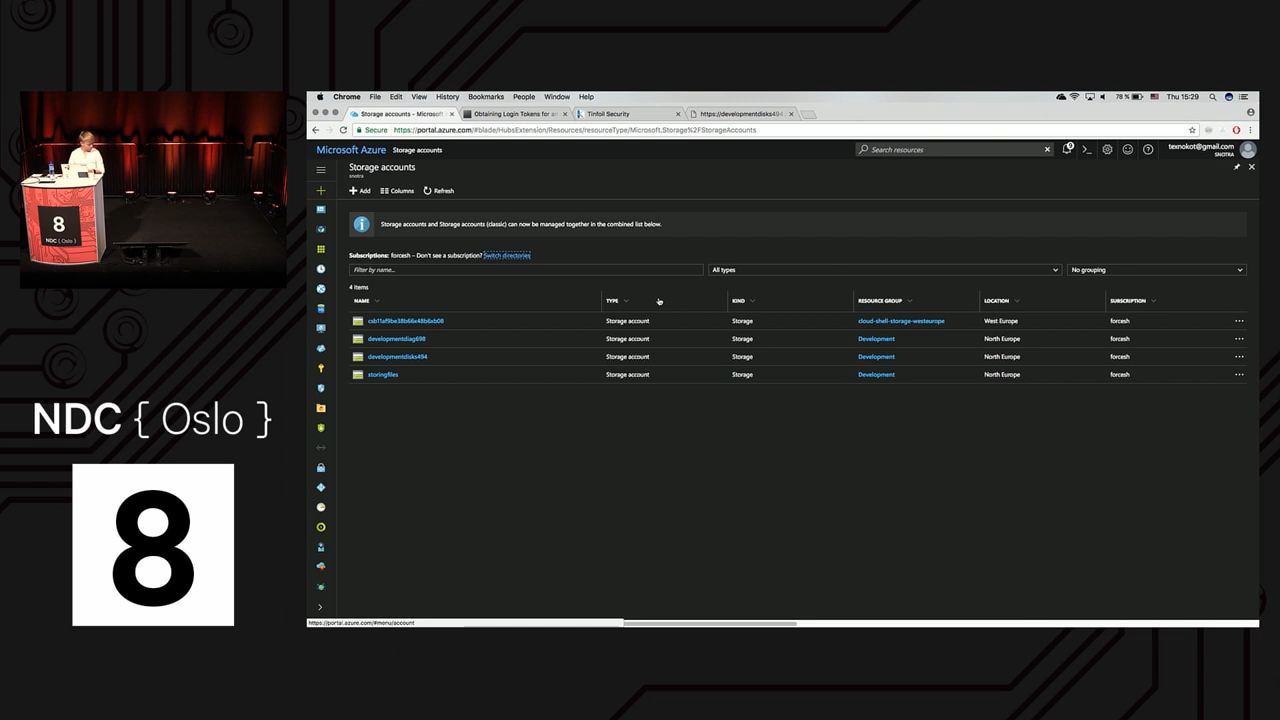 Chrome File Edit View History Bookmarks People Window Help
78 % Thu 15:29
Storage accounts - Microsoft
Obtaining Login Tokens for an
Tinfoil Security
https://developmentdisks494
Secure https://portal.azure.com/#blade/HubsExtension/Resources/resourceType/Microsoft.Storage%2FStorageAccounts
Microsoft Azure Storage accounts
Search resources
texnokot@gmail.com
SNOTRA
Storage accounts
snotra
Add Columns Refresh
Storage accounts and Storage accounts (classic) can now be managed together in the combined list below.
Subscriptions: forcesh – Don't see a subscription? Switch directories
Filter by name...
All types
No grouping
4 items
NAME TYPE KIND RESOURCE GROUP LOCATION SUBSCRIPTION
Storage account Storage cloud-shell-storage-westeurope West Europe forcesh
developmentdiag698 Storage account Storage Development North Europe forcesh
developmentdisks494 Storage account Storage Development North Europe forcesh
storingfiles Storage account Storage Development North Europe forcesh
https://portal.azure.com/#menu/account
8
NDC { Oslo }
NDC { Oslo }
8